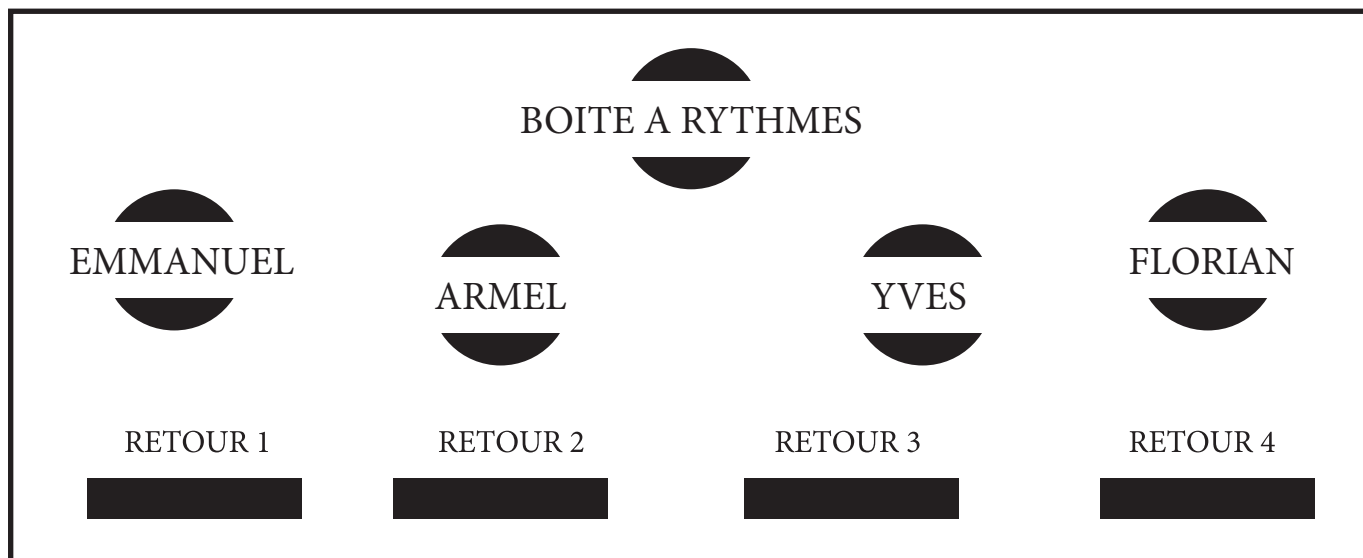 BOITE A RYTHMES
EMMANUEL
ARMEL
YVES
FLORIAN
RETOUR 1
RETOUR 2
RETOUR 3
RETOUR 4